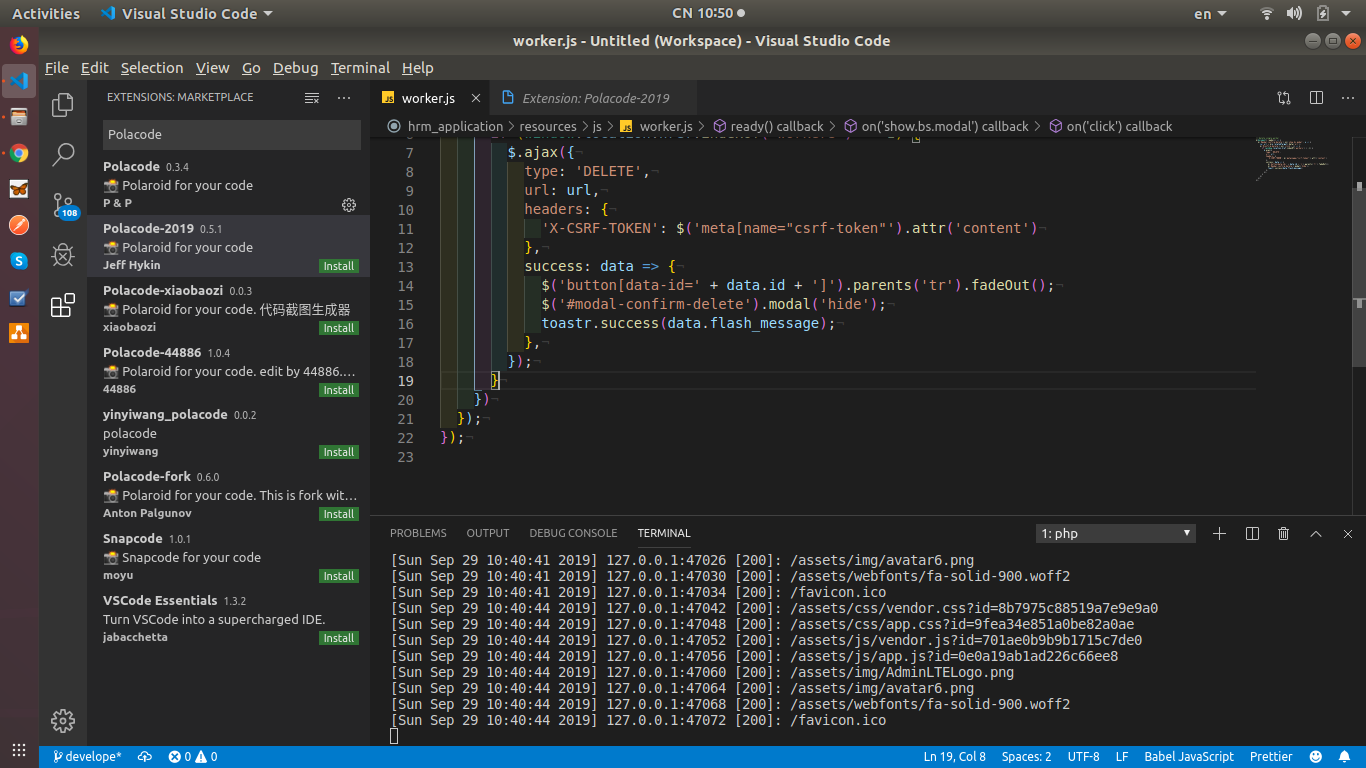 Activities Visual Studio Code CN 10:50 en
worker.js - Untitled (Workspace) - Visual Studio Code
File Edit Selection View Go Debug Terminal Help
EXTENSIONS: MARKETPLACE
Polacode
Polacode 0.3.4
Polaroid for your code
P & P
Polacode-2019 0.5.1
Polaroid for your code
Jeff Hykin Install
Polacode-xiaobaozi 0.0.3
Polaroid for your code. 代码截图生成器
xiaobaozi Install
Polacode-44886 1.0.4
Polaroid for your code. edit by 44886....
44886 Install
yinyiwang_polacode 0.0.2
polacode
yinyiwang Install
Polacode-fork 0.6.0
Polaroid for your code. This is fork wit...
Anton Palgunov Install
Snapcode 1.0.1
Snapcode for your code
moyu Install
VSCode Essentials 1.3.2
Turn VSCode into a supercharged IDE.
jabacchetta Install
108
worker.js Extension: Polacode-2019
hrm_application > resources > js > worker.js > ready() callback > on('show.bs.modal') callback > on('click') callback
7 $.ajax({
8 type: 'DELETE',
9 url: url,
10 headers: {
11 'X-CSRF-TOKEN': $('meta[name="csrf-token"').attr('content')
12 },
13 success: data => {
14 $('button[data-id=' + data.id + ']').parents('tr').fadeOut();
15 $('#modal-confirm-delete').modal('hide');
16 toastr.success(data.flash_message);
17 },
18 });
19 }
20 })
21 });
22 });
23
PROBLEMS OUTPUT DEBUG CONSOLE TERMINAL 1: php
[Sun Sep 29 10:40:41 2019] 127.0.0.1:47026 [200]: /assets/img/avatar6.png
[Sun Sep 29 10:40:41 2019] 127.0.0.1:47030 [200]: /assets/webfonts/fa-solid-900.woff2
[Sun Sep 29 10:40:41 2019] 127.0.0.1:47034 [200]: /favicon.ico
[Sun Sep 29 10:40:44 2019] 127.0.0.1:47042 [200]: /assets/css/vendor.css?id=8b7975c88519a7e9e9a0
[Sun Sep 29 10:40:44 2019] 127.0.0.1:47048 [200]: /assets/css/app.css?id=9fea34e851a0be82a0ae
[Sun Sep 29 10:40:44 2019] 127.0.0.1:47052 [200]: /assets/js/vendor.js?id=701ae0b9b9b1715c7de0
[Sun Sep 29 10:40:44 2019] 127.0.0.1:47056 [200]: /assets/js/app.js?id=0e0a19ab1ad226c66ee8
[Sun Sep 29 10:40:44 2019] 127.0.0.1:47060 [200]: /assets/img/AdminLTELogo.png
[Sun Sep 29 10:40:44 2019] 127.0.0.1:47064 [200]: /assets/img/avatar6.png
[Sun Sep 29 10:40:44 2019] 127.0.0.1:47068 [200]: /assets/webfonts/fa-solid-900.woff2
[Sun Sep 29 10:40:44 2019] 127.0.0.1:47072 [200]: /favicon.ico
develope* 0 0 Ln 19, Col 8 Spaces: 2 UTF-8 LF Babel JavaScript Prettier